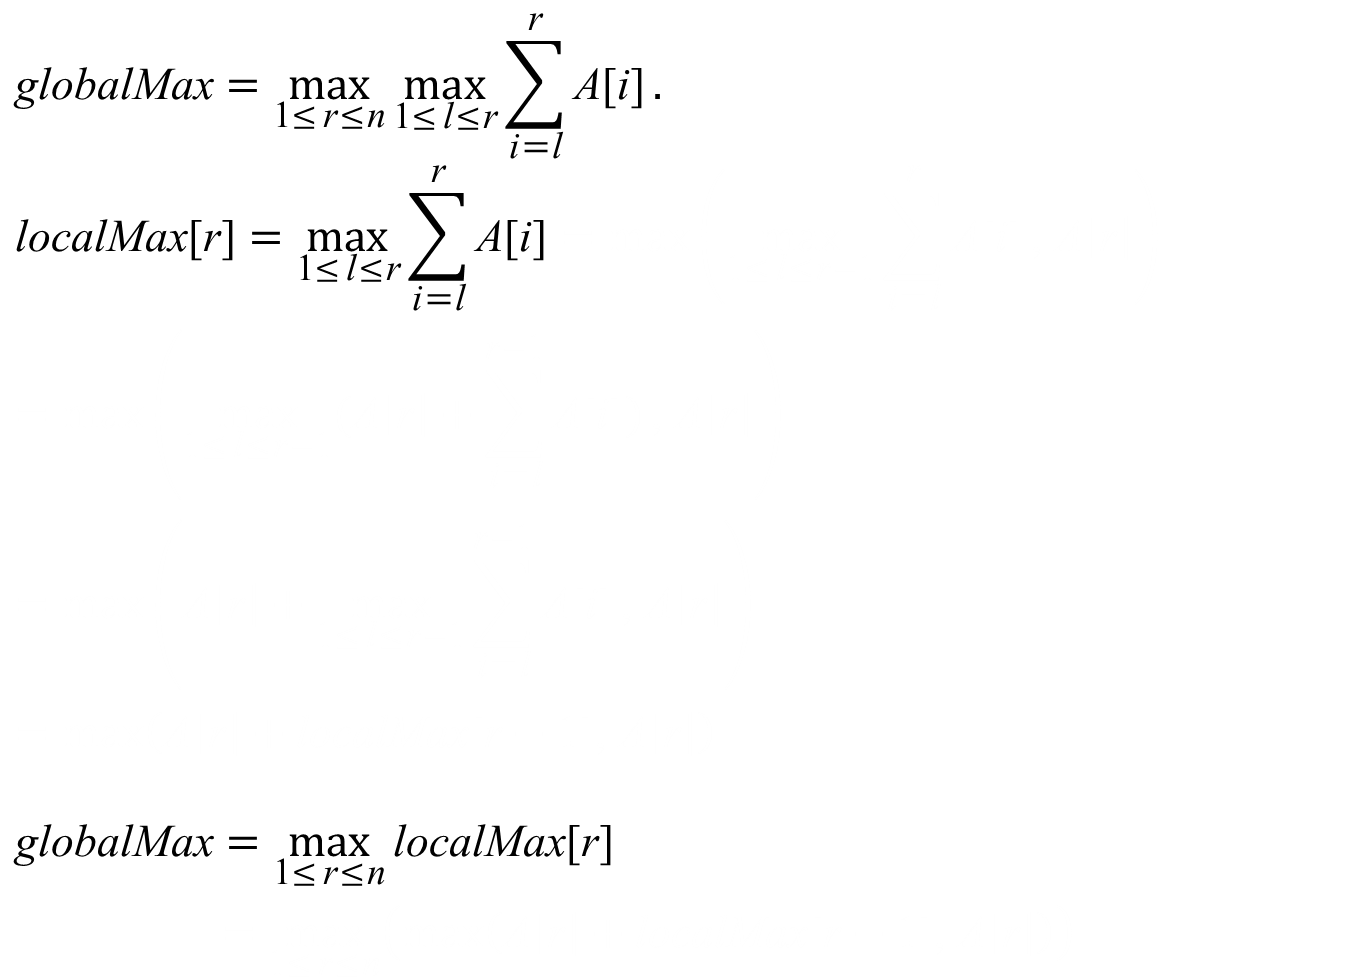 globalMax = max_{1≤r≤n} max_{1≤l≤r} ∑_{i=l}^{r} A[i].
localMax[r] = max_{1≤l≤r} ∑_{i=l}^{r} A[i]
globalMax = max_{1≤r≤n} localMax[r]